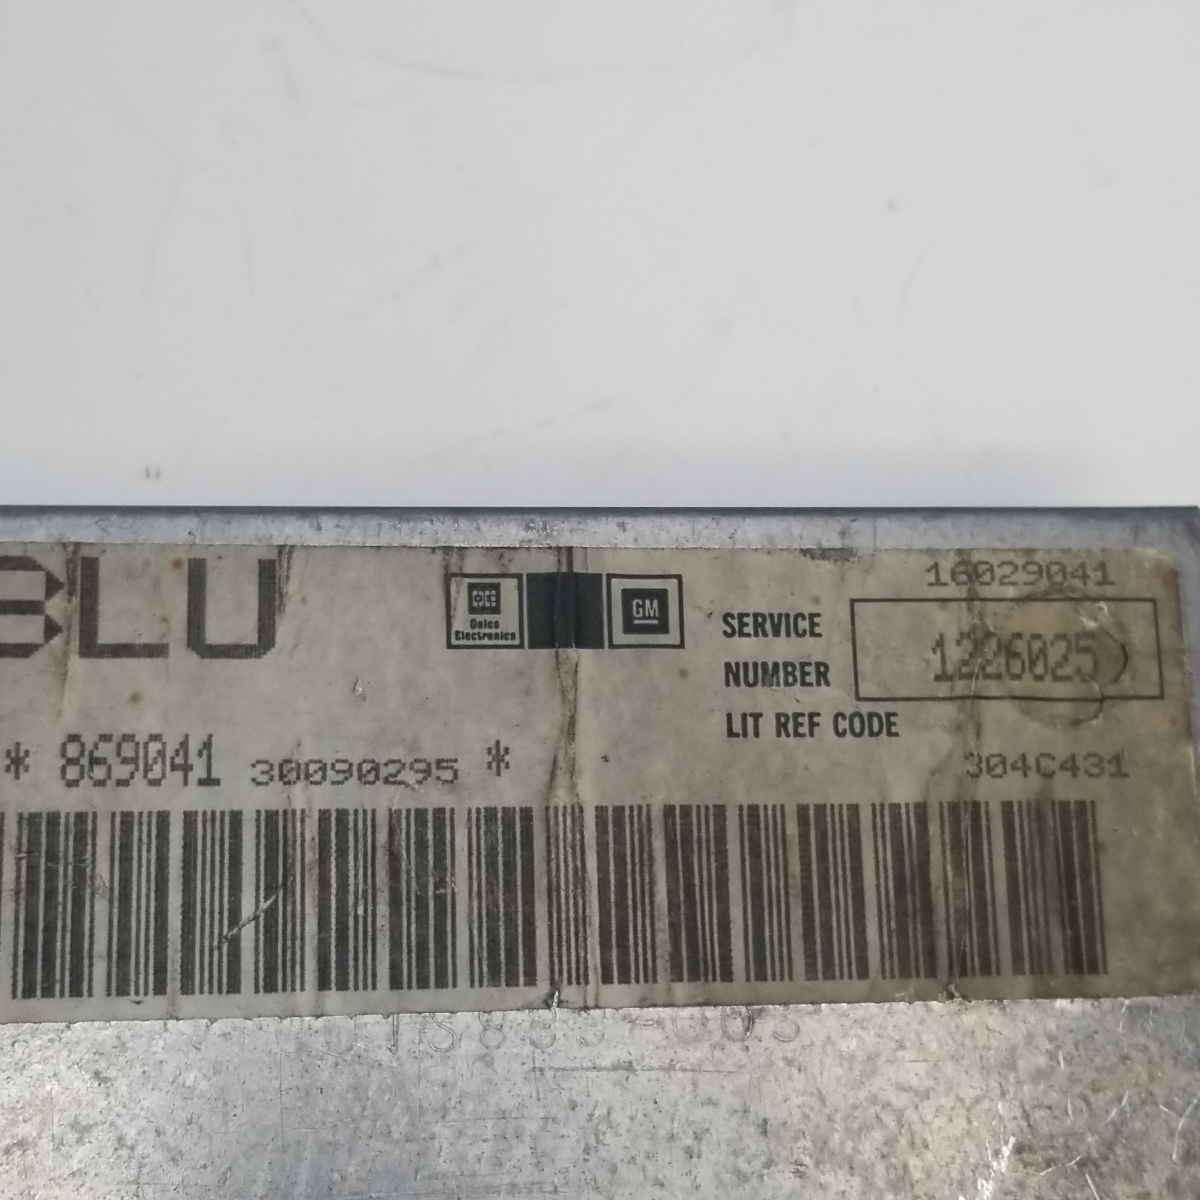 BLU
Delco
Electronics
GM
16029041
SERVICE
NUMBER
1226025
LIT REF CODE
304C431
* 869041 30090295 *